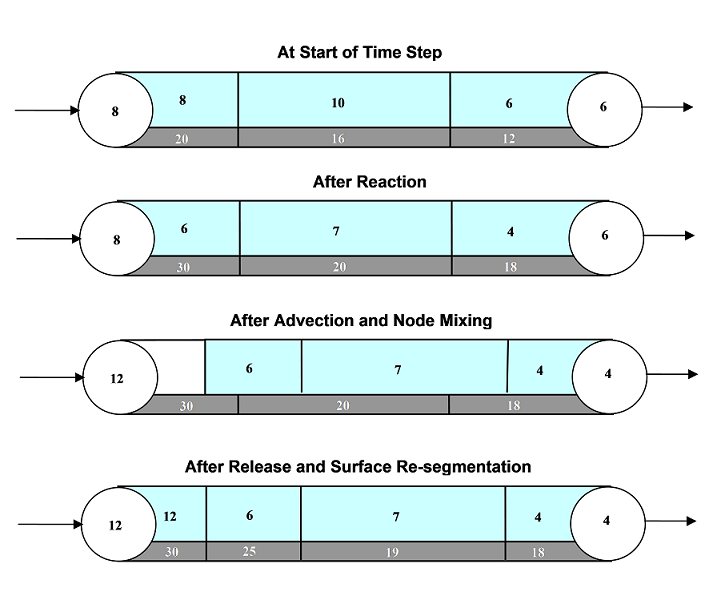 At Start of Time Step
8 8 10 6 6
20 16 12
After Reaction
8 6 7 4 6
30 20 18
After Advection and Node Mixing
12 6 7 4 4
30 20 18
After Release and Surface Re-segmentation
12 12 6 7 4 4
30 25 19 18